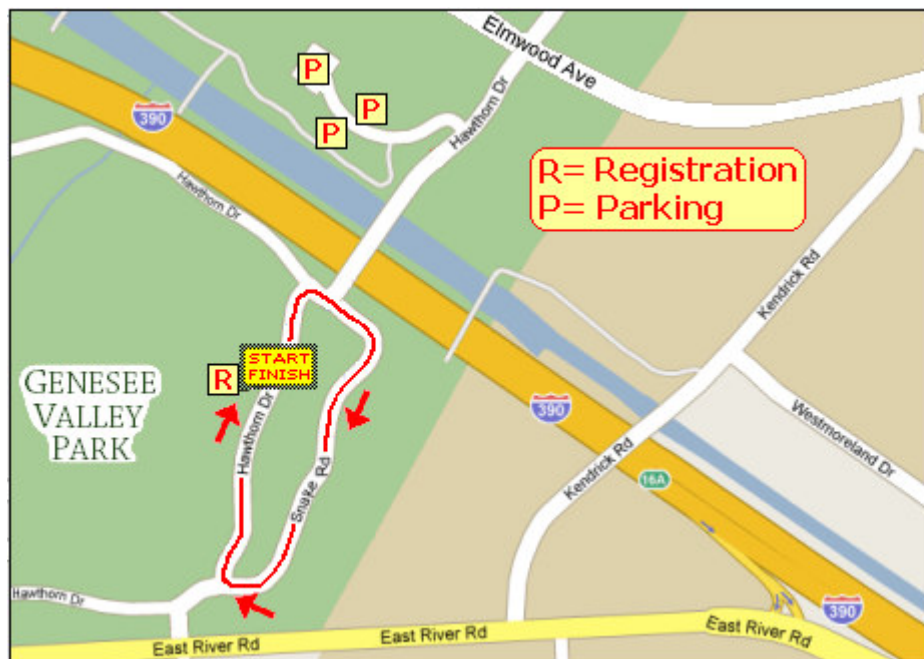 Elmwood Ave
P
P
P
390
Hawthorn Dr
R= Registration
P= Parking
Hawthorn Dr
Kendrick Rd
START
FINISH
R
GENESEE
VALLEY
PARK
Hawthorn Dr
390
Westmoreland Dr
Kendrick Rd
Snake Rd
16A
Hawthorn Dr
390
East River Rd
East River Rd
East River Rd